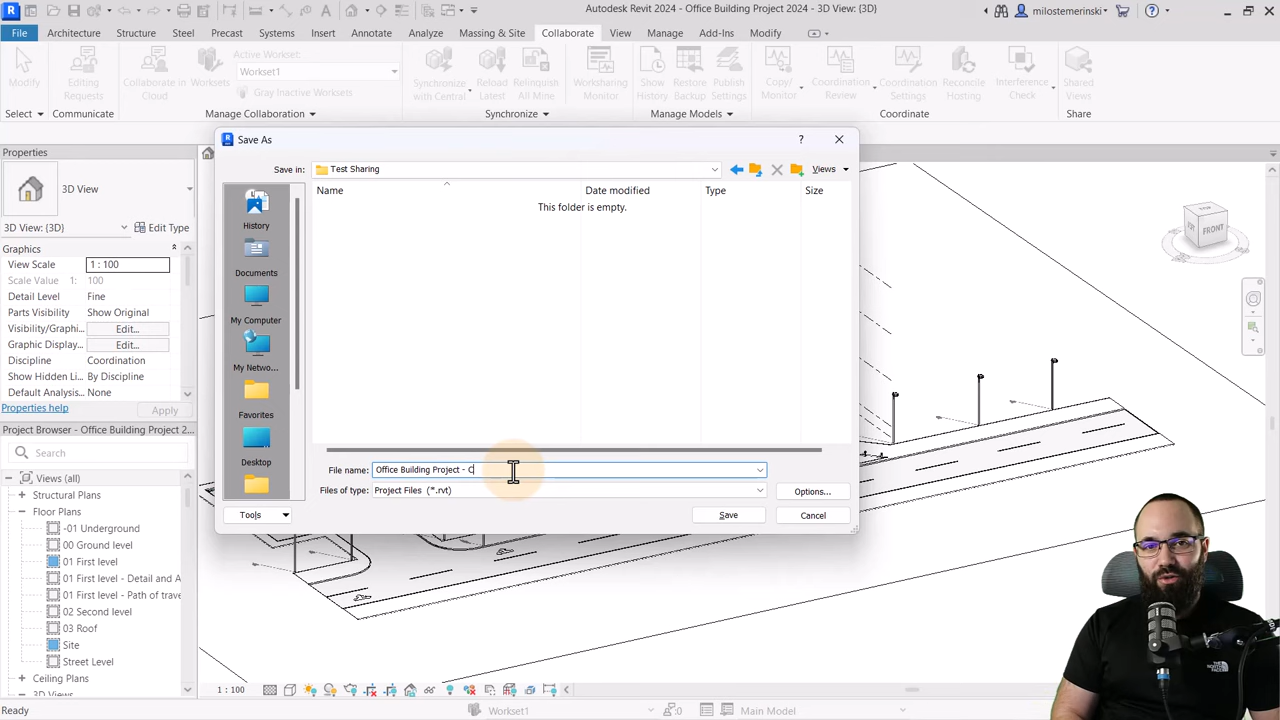 Autodesk Revit 2024 - Office Building Project 2024 - 3D View: {3D}
milostemerinski
File Architecture Structure Steel Precast Systems Insert Annotate Analyze Massing & Site Collaborate View Manage Add-Ins Modify
Modify
Editing Requests
Collaborate in Cloud
Worksets
Active Workset:
Workset1
Gray Inactive Worksets
Synchronize with Central
Reload Latest
Relinquish All Mine
Worksharing Monitor
Show History
Restore Backup
Publish Settings
Copy/ Monitor
Coordination Review
Coordination Settings
Reconcile Hosting
Interference Check
Shared Views
Select Communicate Manage Collaboration Synchronize Manage Models Coordinate Share
Properties
3D View
3D View: {3D}
Edit Type
Graphics
View Scale 1 : 100
Scale Value 1: 100
Detail Level Fine
Parts Visibility Show Original
Visibility/Graphi... Edit...
Graphic Display... Edit...
Discipline Coordination
Show Hidden Li... By Discipline
Default Analysis... None
Properties help Apply
Project Browser - Office Building Project 2...
Search
Views (all)
Structural Plans
Floor Plans
-01 Underground
00 Ground level
01 First level
01 First level - Detail and A
01 First level - Path of trave
02 Second level
03 Roof
Site
Street Level
Ceiling Plans
3D Views
Save As
Save in: Test Sharing
Views
Name Date modified Type Size
This folder is empty.
History
Documents
My Computer
My Netwo...
Favorites
Desktop
File name: Office Building Project - C
Files of type: Project Files (*.rvt)
Options...
Tools Save Cancel
TOP
FRONT
THE NORTH FACE
1 : 100
Ready
Workset1
:0
Main Model